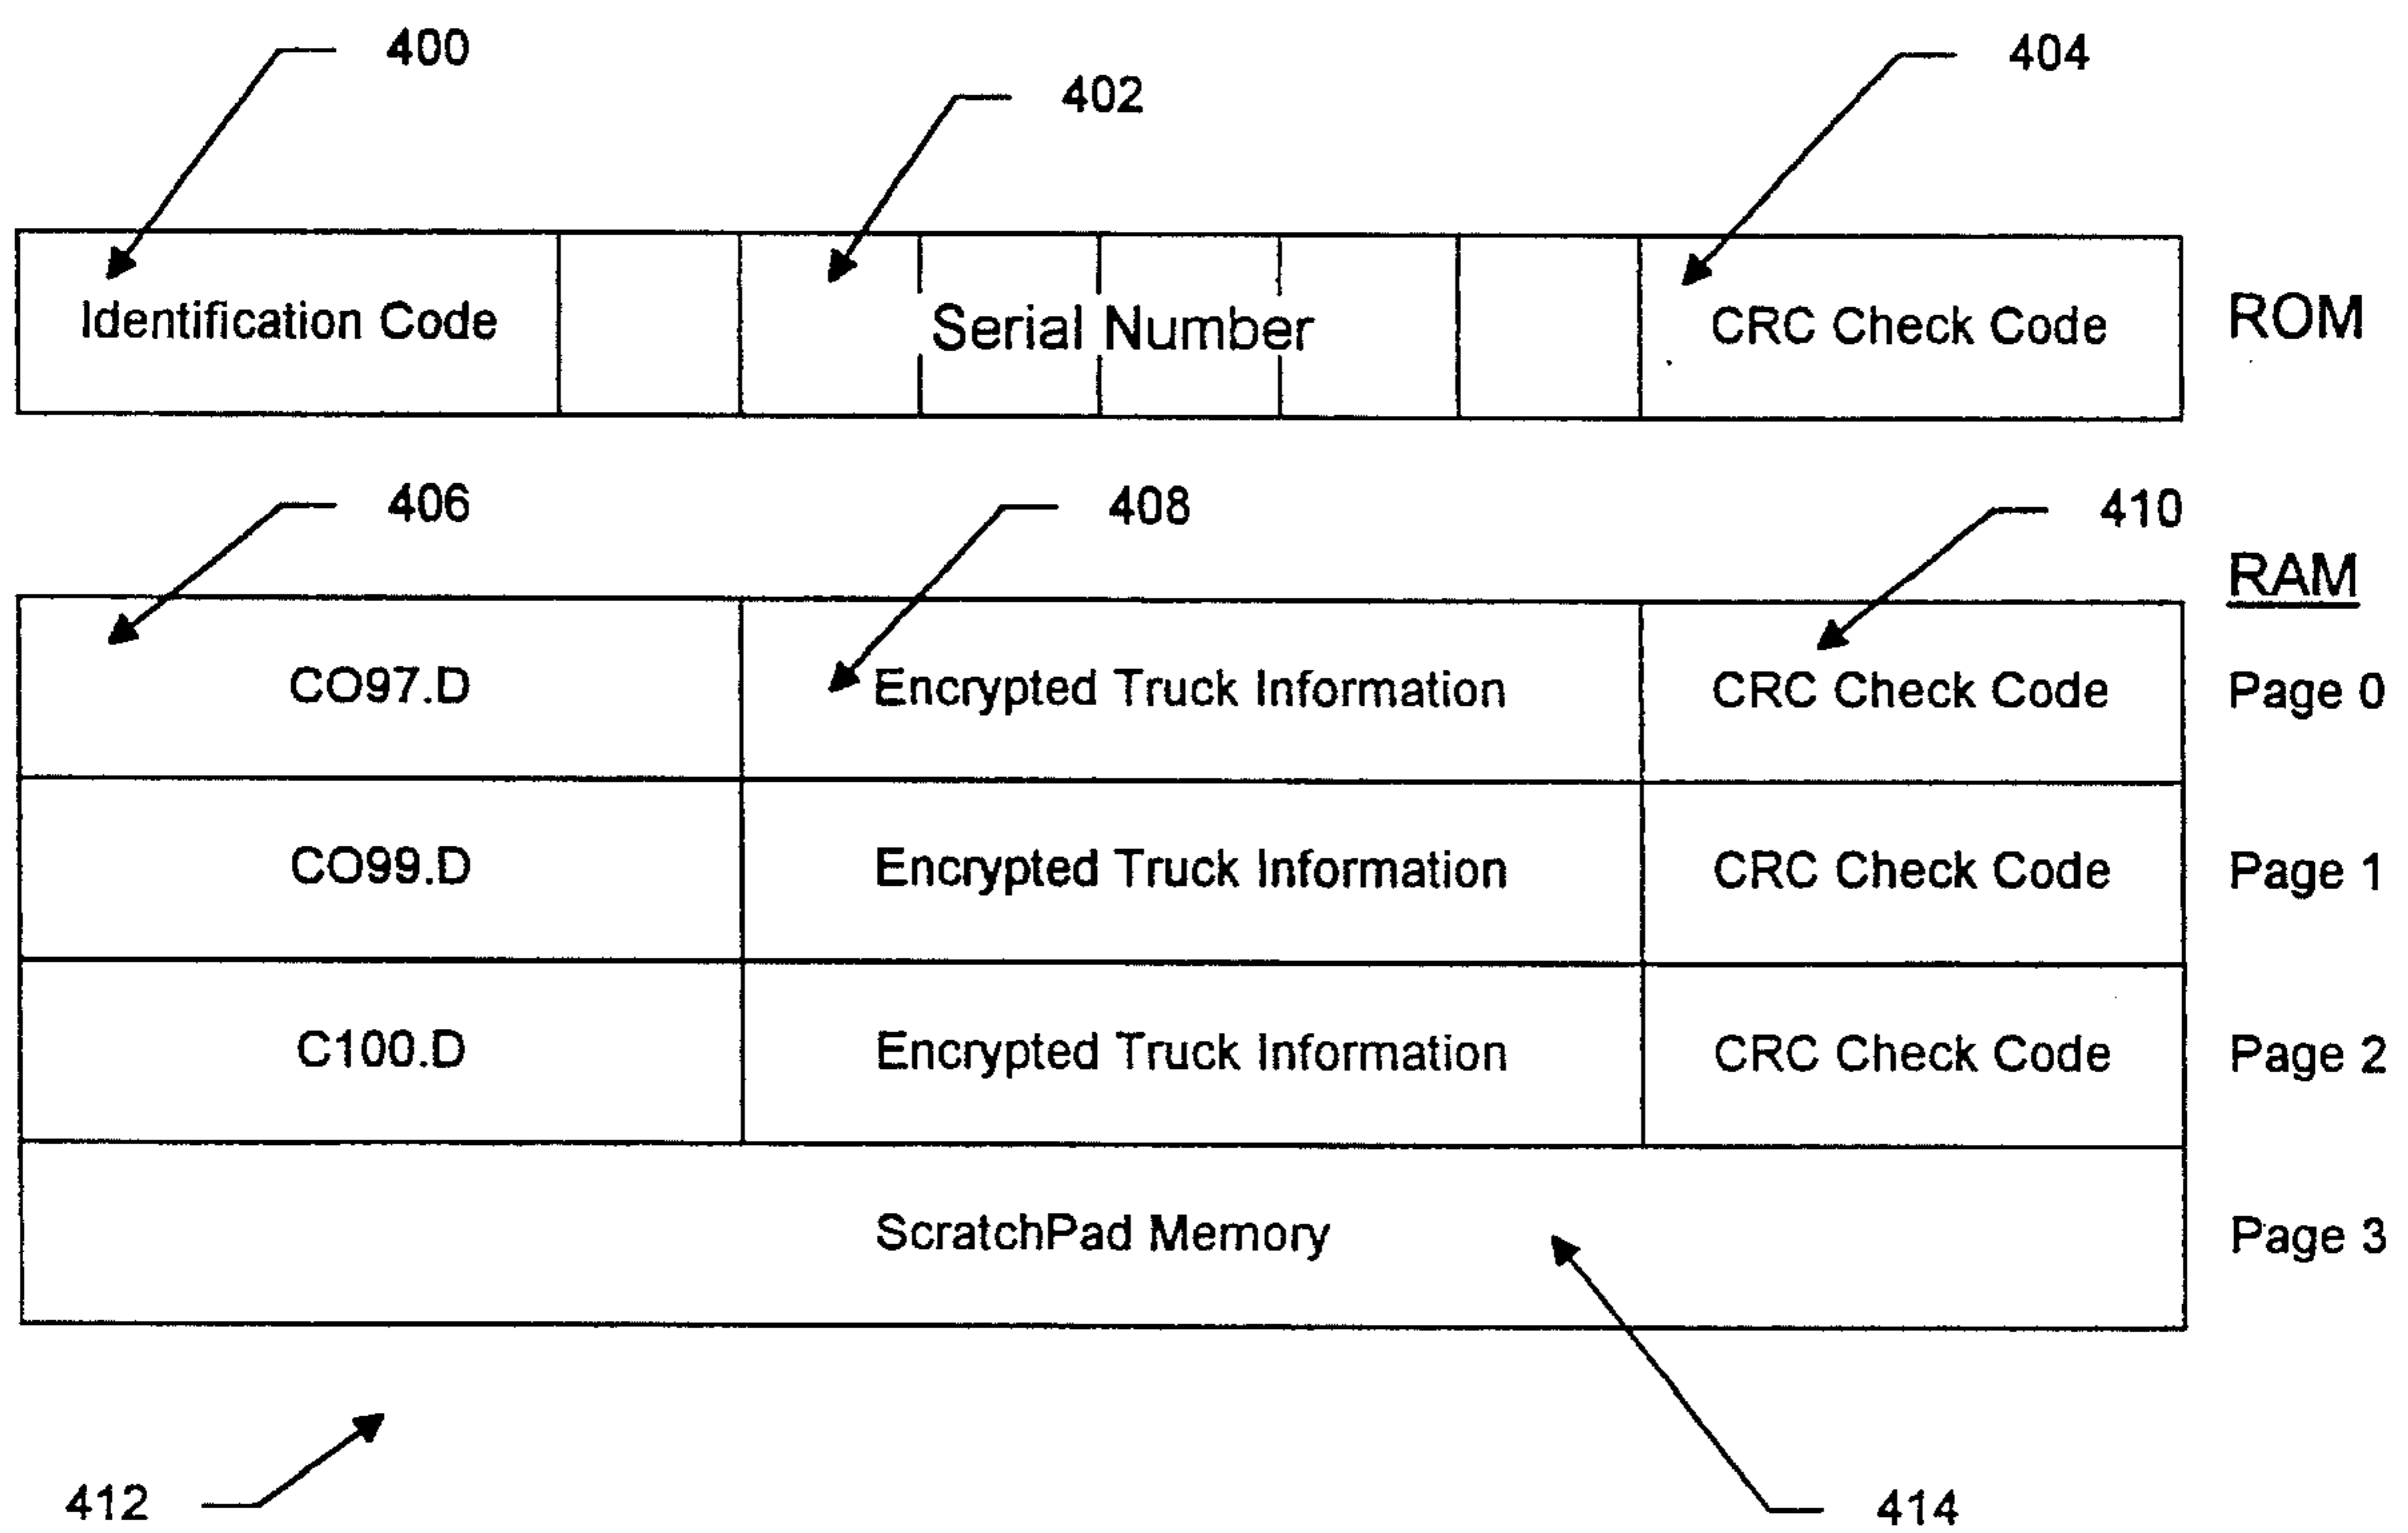 400
402
404
Identification Code Serial Number CRC Check Code ROM
406
408
410
RAM
CO97.D Encrypted Truck Information CRC Check Code Page 0
CO99.D Encrypted Truck Information CRC Check Code Page 1
C100.D Encrypted Truck Information CRC Check Code Page 2
ScratchPad Memory Page 3
412
414